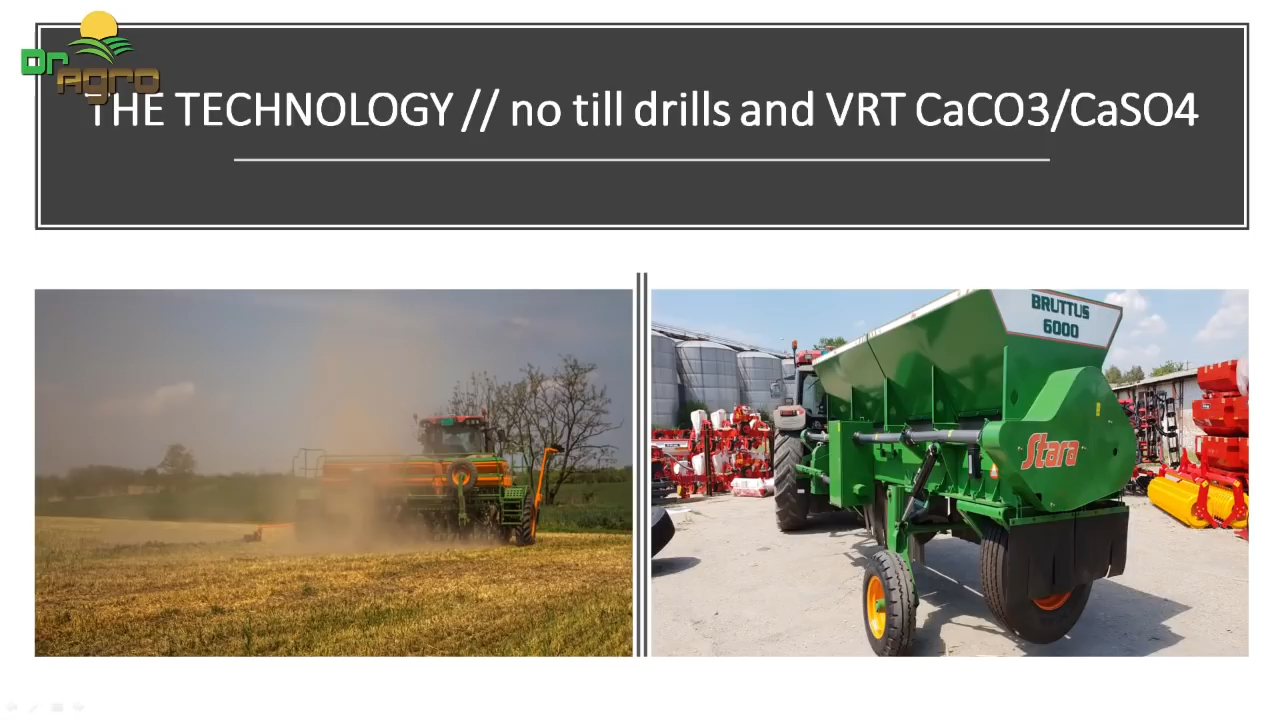 Dr
agro
THE TECHNOLOGY // no till drills and VRT CaCO3/CaSO4
BRUTTUS
6000
Stara